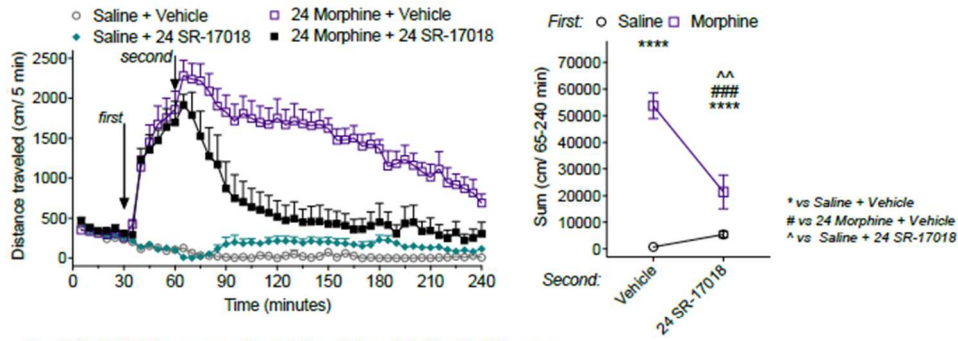 Saline + Vehicle
24 Morphine + Vehicle
Saline + 24 SR-17018
24 Morphine + 24 SR-17018
2500
2000
1500
1000
500
0
Distance traveled (cm/ 5 min)
first
second
0
30
60
90
120
150
180
210
240
Time (minutes)
First:
Saline
Morphine
****
^^
###
****
70000
60000
50000
40000
30000
20000
10000
0
Sum (cm/ 65-240 min)
Second:
Vehicle
24 SR-17018
* vs Saline + Vehicle
# vs 24 Morphine + Vehicle
^ vs Saline + 24 SR-17018